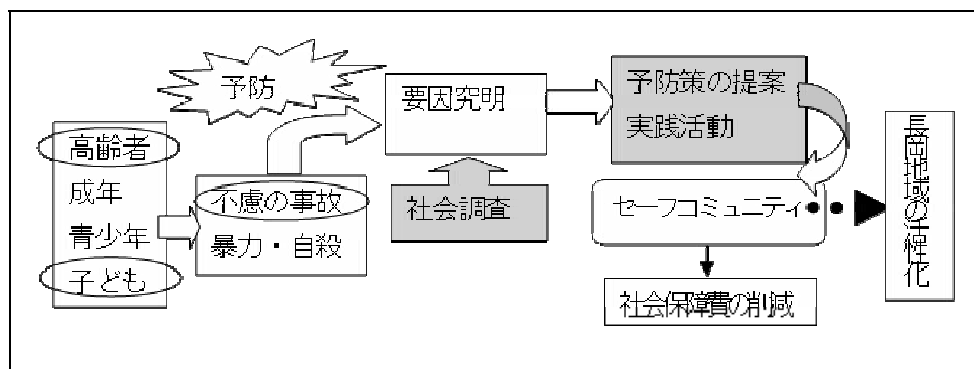 予防
高齢者
成年
青少年
子ども
不慮の事故
暴力・自殺
要因究明
社会調査
予防策の提案
実践活動
セーフコミュニティ
社会保障費の削減
長岡地域の活性化